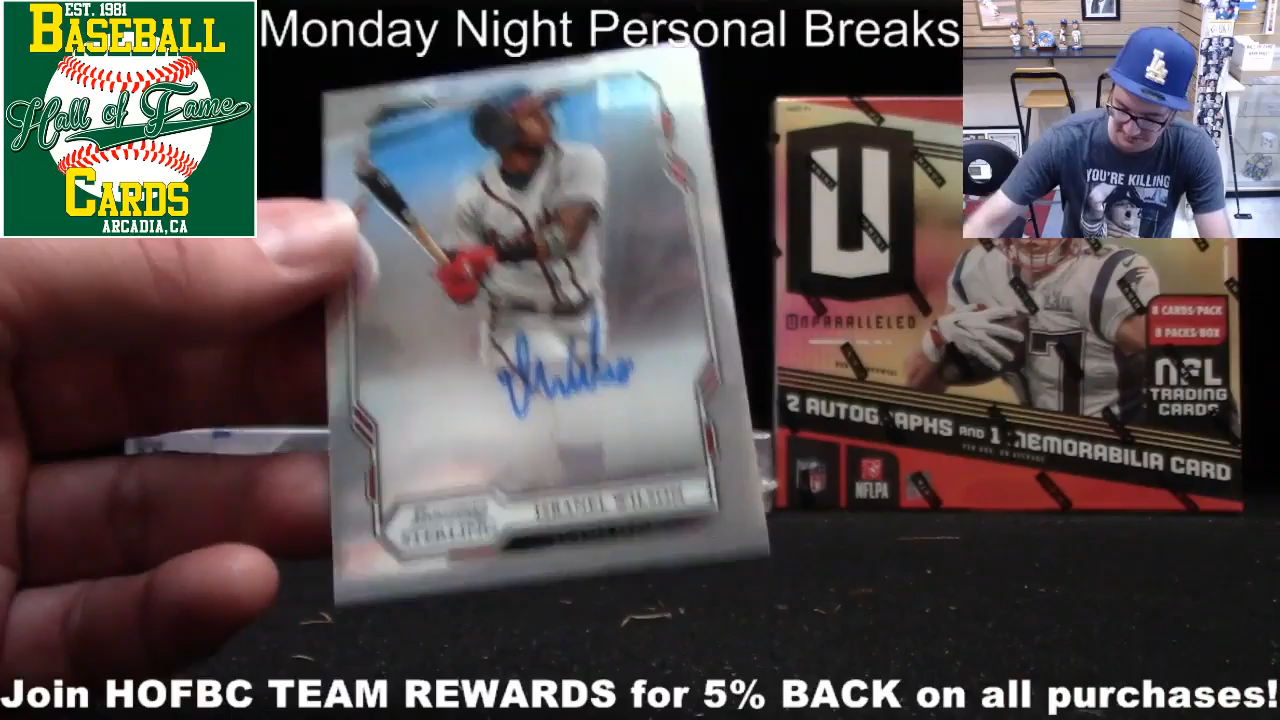 EST. 1981
BASEBALL
Hall of Fame
CARDS
ARCADIA, CA
Monday Night Personal Breaks
YOU'RE KILLING
U
UNPARALLELED
8 CARDS/PACK
8 PACKS/BOX
NFL
TRADING
CARDS
2 AUTOGRAPHS AND 1 MEMORABILIA CARD
NFLPA
7
STERLING
Join HOFBC TEAM REWARDS for 5% BACK on all purchases!